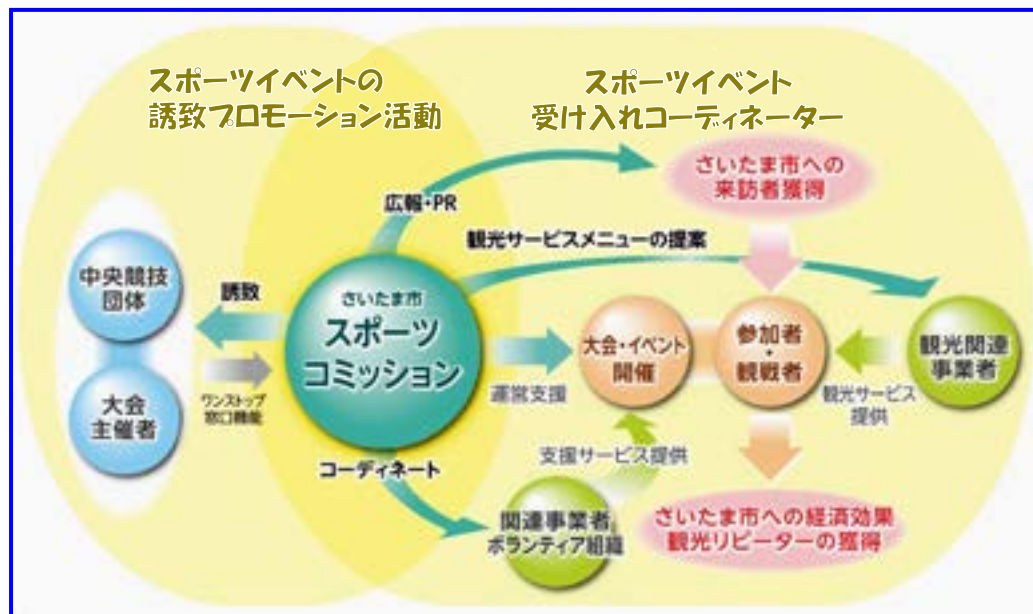 スポーツイベントの
誘致プロモーション活動
スポーツイベント
受け入れコーディネーター
さいたま市への
来訪者獲得
広報・PR
観光サービスメニューの提案
中央競技
団体
誘致
さいたま市
スポーツ
コミッション
大会・イベント
開催
参加者
・
観戦者
観光関連
事業者
大会
主催者
ワンストップ
窓口機能
運営支援
観光サービス
提供
コーディネート
支援サービス提供
関連事業者
ボランティア組織
さいたま市への経済効果
観光リピーターの獲得